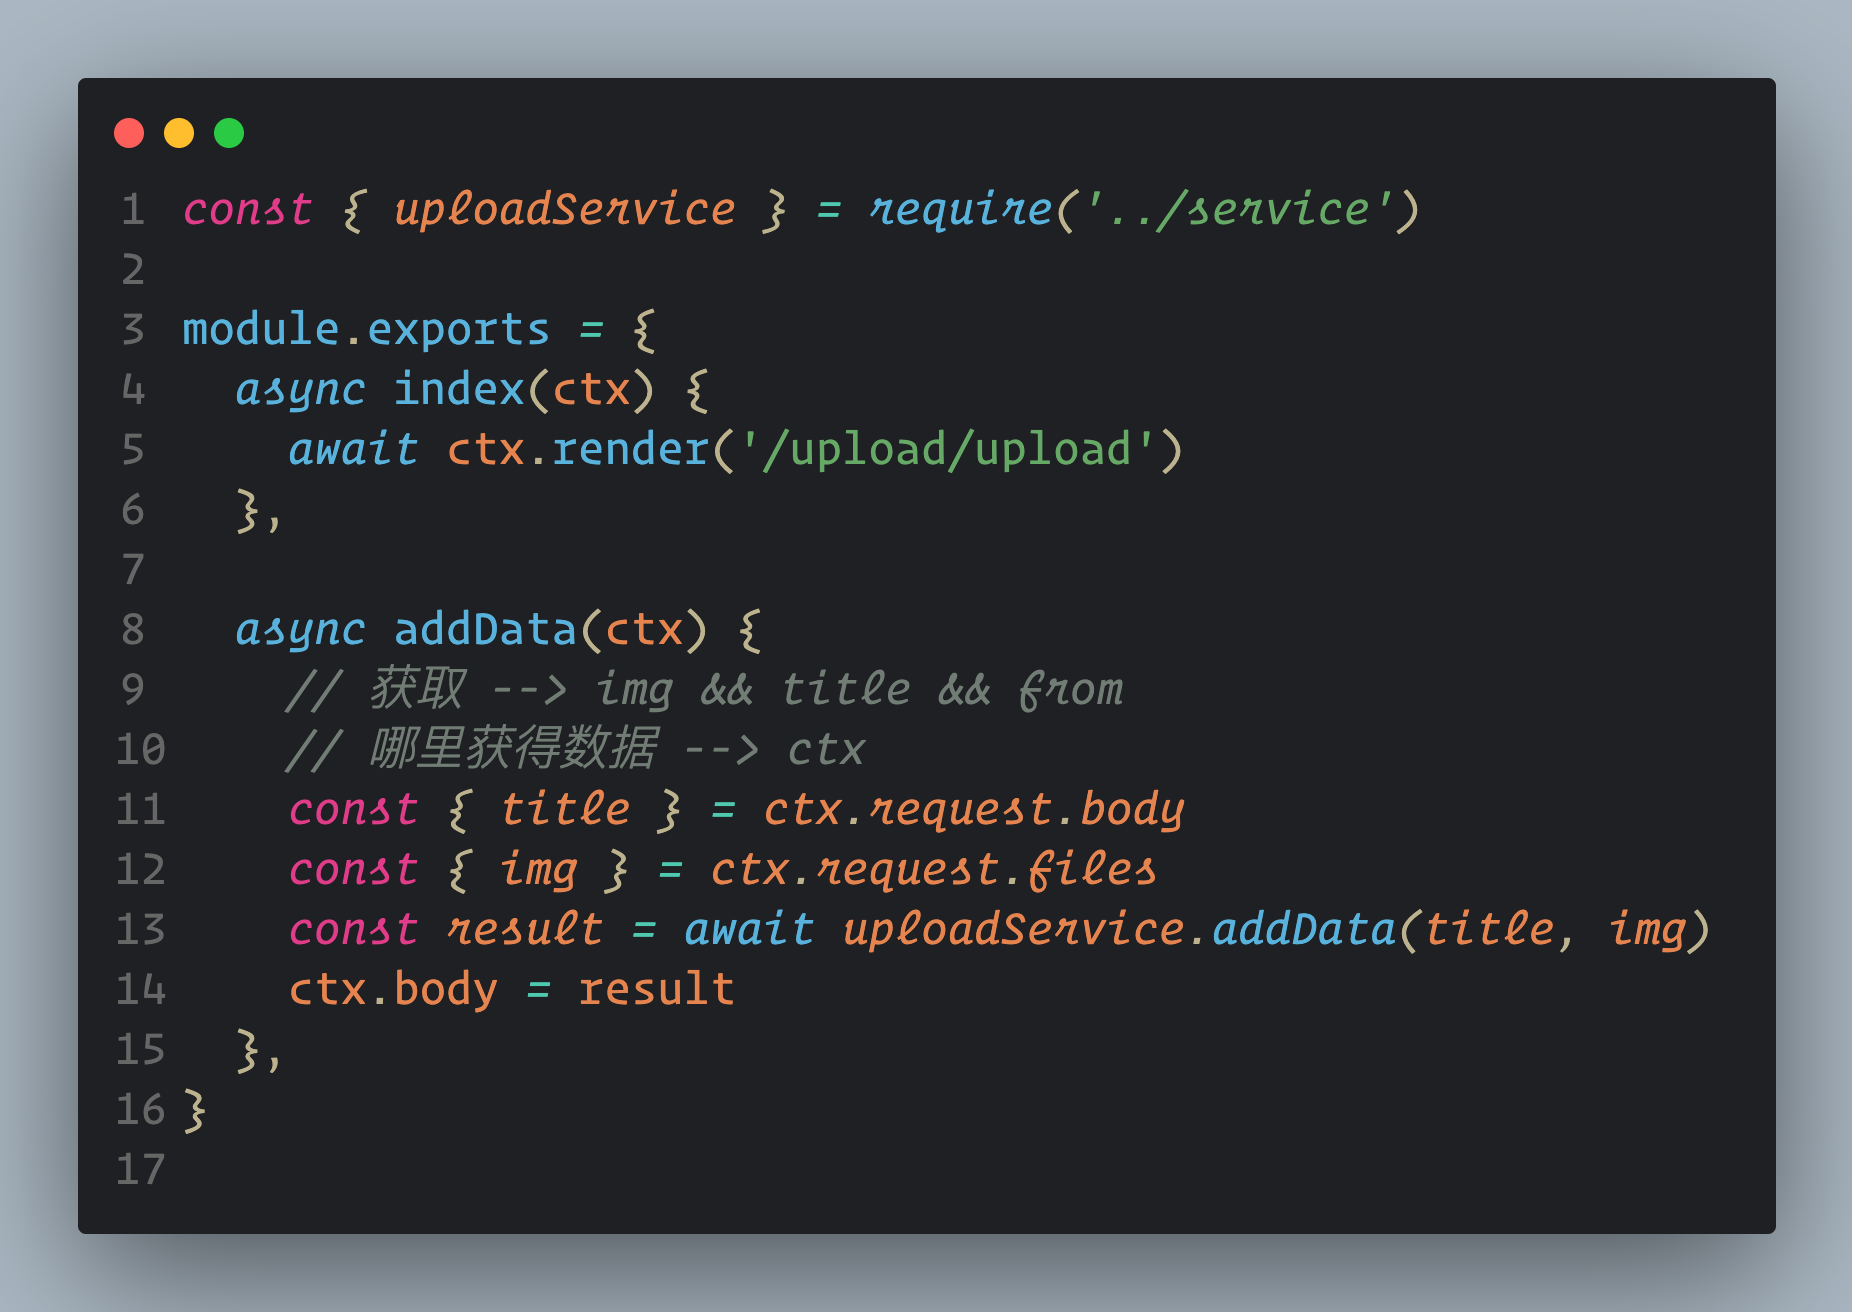 1 const { uploadService } = require('../service')
2
3 module.exports = {
4   async index(ctx) {
5     await ctx.render('/upload/upload')
6   },
7
8   async addData(ctx) {
9     // 获取 --> img && title && from
10     // 哪里获得数据 --> ctx
11     const { title } = ctx.request.body
12     const { img } = ctx.request.files
13     const result = await uploadService.addData(title, img)
14     ctx.body = result
15   },
16 }
17